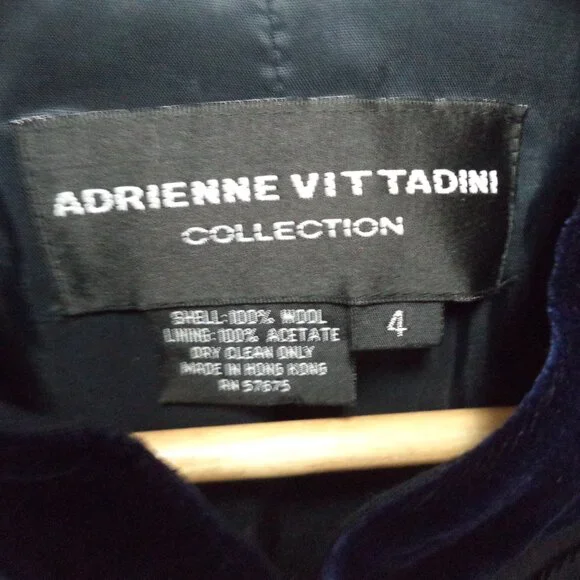 ADRIENNE VITTADINI
COLLECTION
SHELL: 100% WOOL
LINING: 100% ACETATE
DRY CLEAN ONLY
MADE IN HONG KONG
RN 57675
4